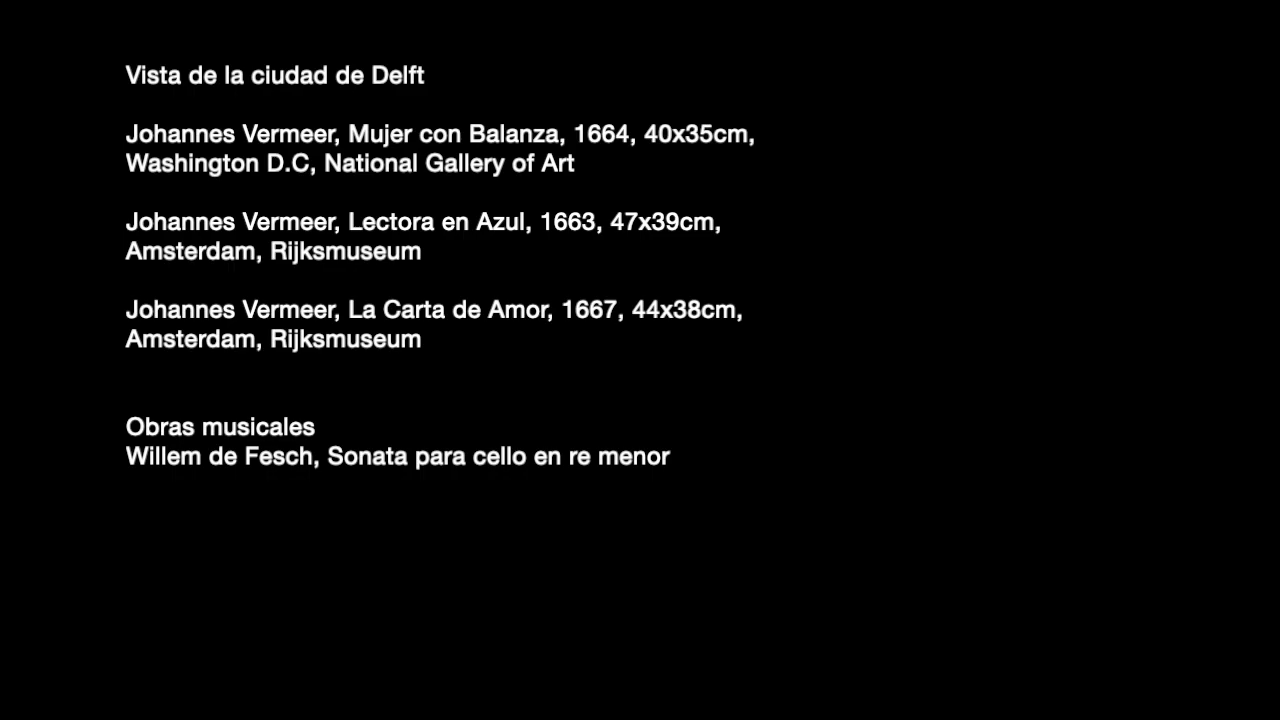 Vista de la ciudad de Delft
Johannes Vermeer, Mujer con Balanza, 1664, 40x35cm,
Washington D.C, National Gallery of Art
Johannes Vermeer, Lectora en Azul, 1663, 47x39cm,
Amsterdam, Rijksmuseum
Johannes Vermeer, La Carta de Amor, 1667, 44x38cm,
Amsterdam, Rijksmuseum
Obras musicales
Willem de Fesch, Sonata para cello en re menor